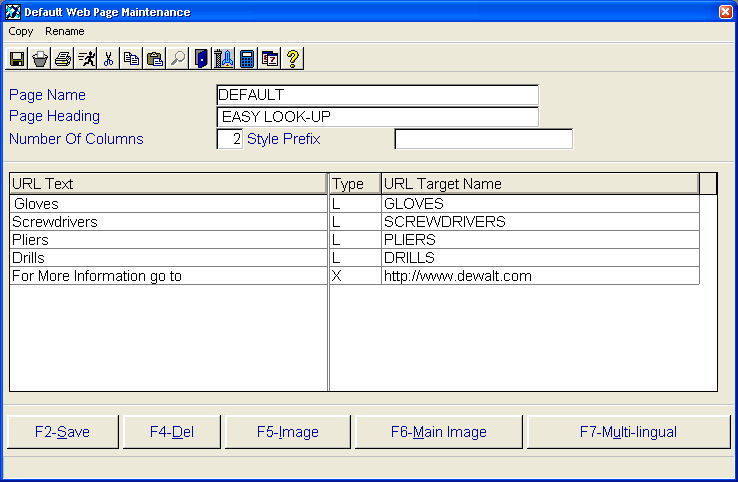 Default Web Page Maintenance
Copy Rename
Page Name DEFAULT
Page Heading EASY LOOK-UP
Number Of Columns 2 Style Prefix
URL Text Type URL Target Name
Gloves L GLOVES
Screwdrivers L SCREWDRIVERS
Pliers L PLIERS
Drills L DRILLS
For More Information go to X http://www.dewalt.com
F2-Save F4-Del F5-Image F6-Main Image F7-Multi-lingual